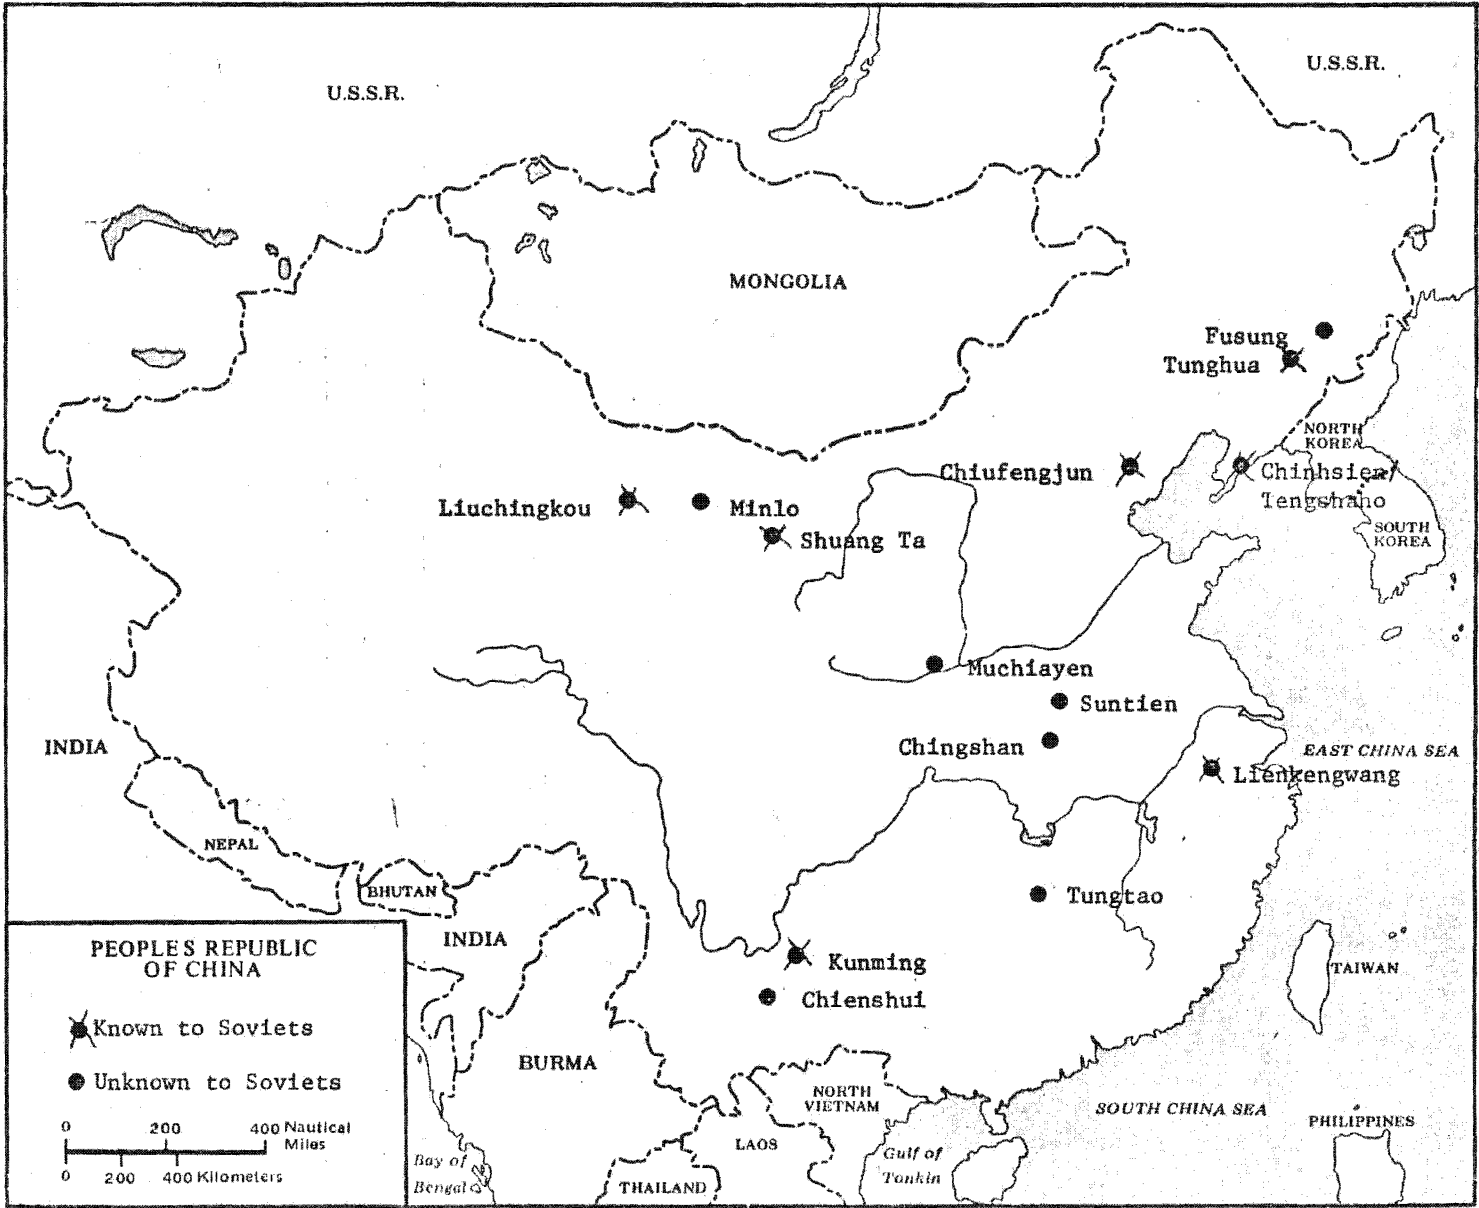 U.S.S.R.
U.S.S.R.
MONGOLIA
Fusung
Tunghua
NORTH
KOREA
Chiufengjun
Chinhsien/
Tengshaho
Liuchingkou
Minlo
SOUTH
KOREA
Shuang Ta
Muchiayen
Suntien
INDIA
Chingshan
EAST CHINA SEA
Lienkengwang
NEPAL
BHUTAN
Tungtao
INDIA
PEOPLES REPUBLIC
OF CHINA
Kunming
TAIWAN
Chienshui
Known to Soviets
BURMA
Unknown to Soviets
NORTH
VIETNAM
SOUTH CHINA SEA
PHILIPPINES
0 200 400 Nautical
Miles
LAOS
Gulf of
Tonkin
Bay of
Bengal
0 200 400 Kilometers
THAILAND